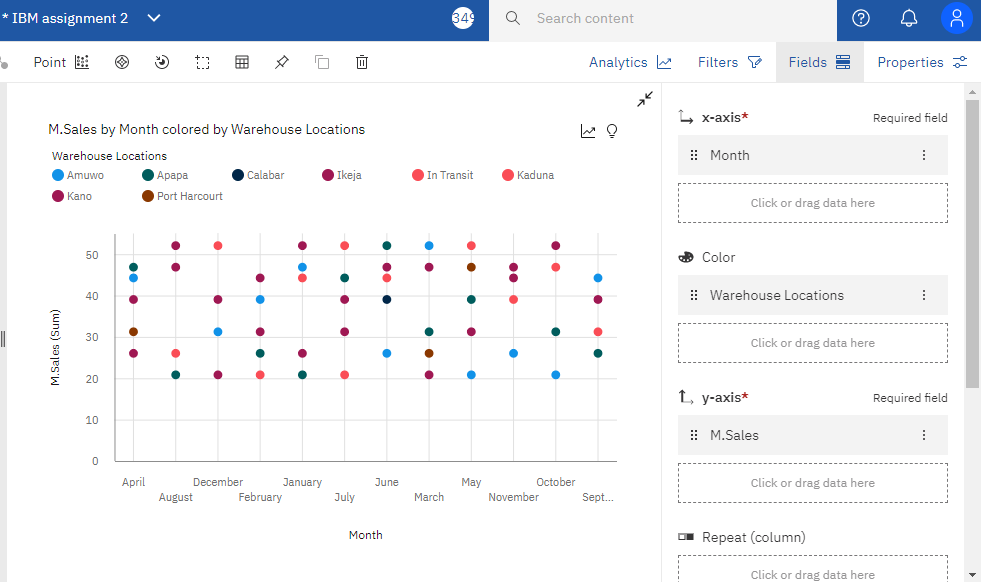 * IBM assignment 2
349
Search content
Point
Analytics
Filters
Fields
Properties
M.Sales by Month colored by Warehouse Locations
Warehouse Locations
Amuwo Apapa Calabar Ikeja In Transit Kaduna
Kano Port Harcourt
50
40
30
20
10
0
M.Sales (Sum)
April December January June May October
August February July March November Sept...
Month
x-axis* Required field
Month
Click or drag data here
Color
Warehouse Locations
Click or drag data here
y-axis* Required field
M.Sales
Click or drag data here
Repeat (column)
Click or drag data here